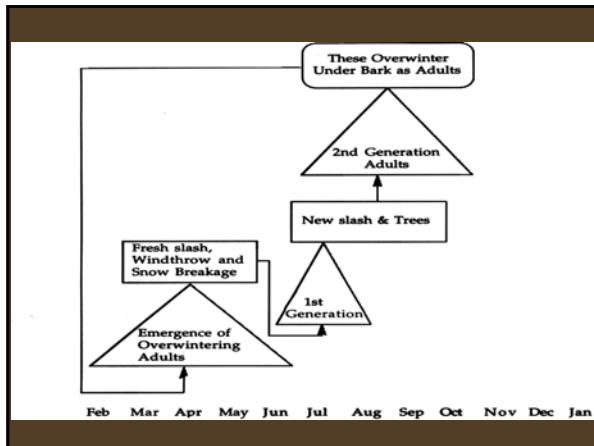 These Overwinter
Under Bark as Adults
2nd Generation
Adults
New slash & Trees
Fresh slash,
Windthrow and
Snow Breakage
1st
Generation
Emergence of
Overwintering
Adults
Feb Mar Apr May Jun Jul Aug Sep Oct Nov Dec Jan